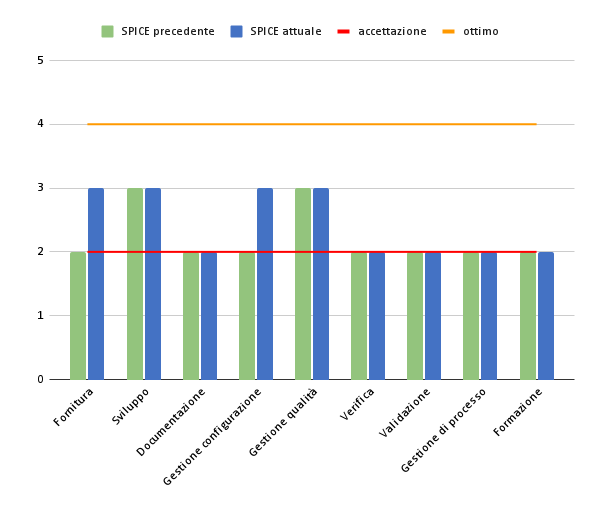 SPICE precedente SPICE attuale accettazione ottimo
5
4
3
2
1
0
Fornitura
Sviluppo
Documentazione
Gestione configurazione
Gestione qualità
Verifica
Validazione
Gestione di processo
Formazione